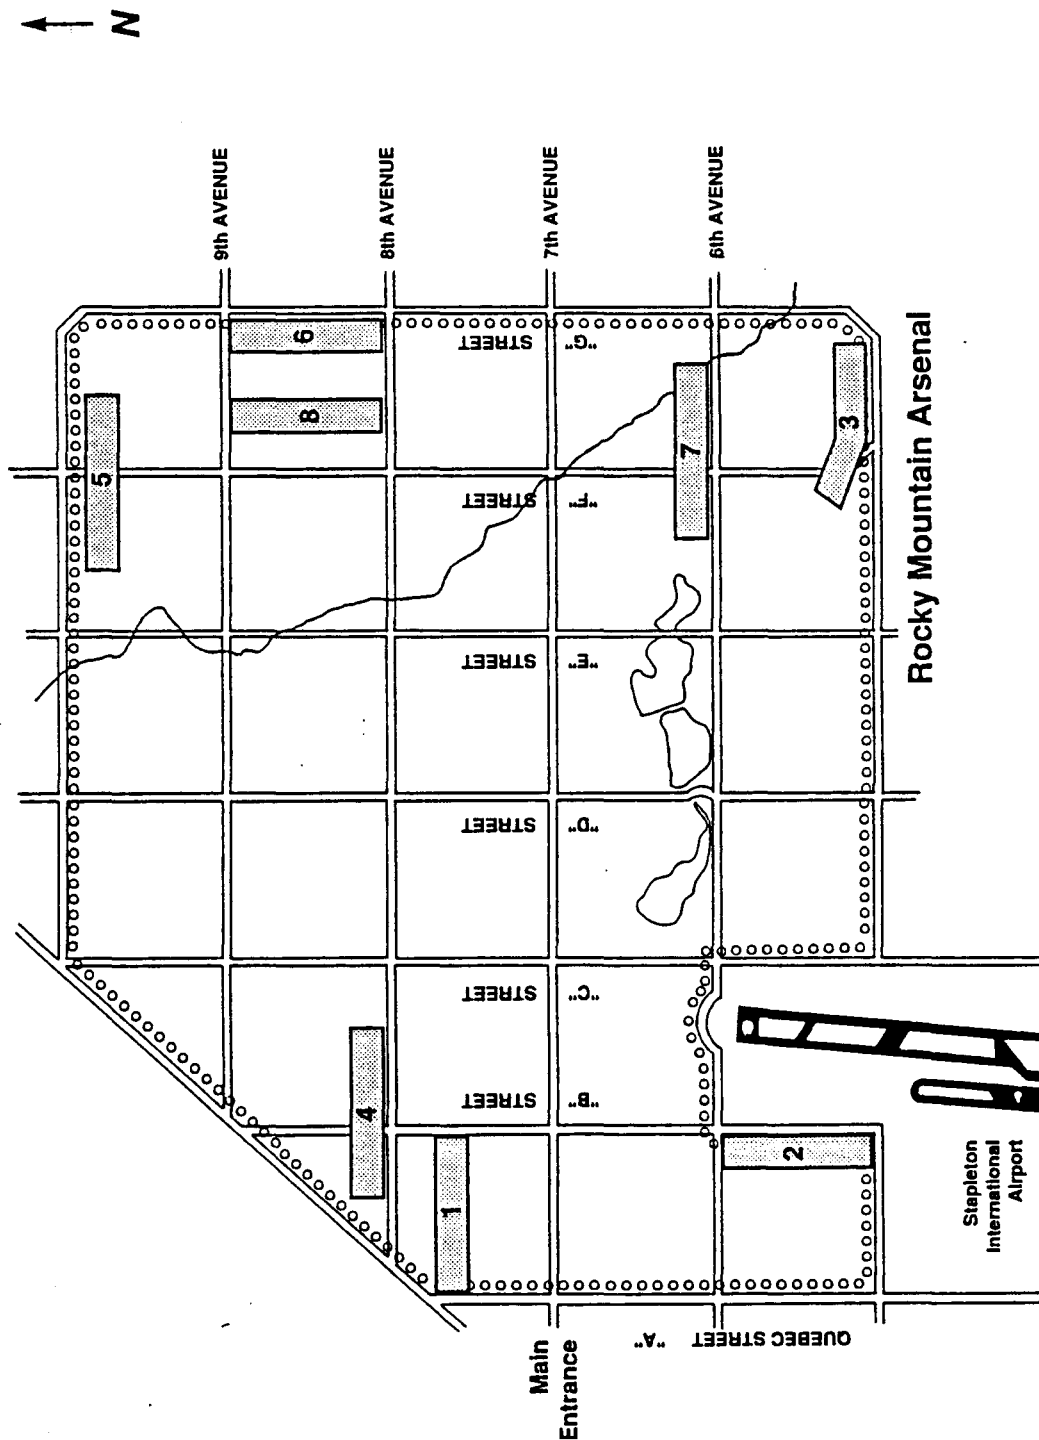 N
9th AVENUE
8th AVENUE
7th AVENUE
6th AVENUE
5
6
8
"G" STREET
7
3
"F" STREET
"E" STREET
"D" STREET
"C" STREET
"B" STREET
4
1
2
QUEBEC STREET "A"
Main
Entrance
Stapleton
International
Airport
Rocky Mountain Arsenal